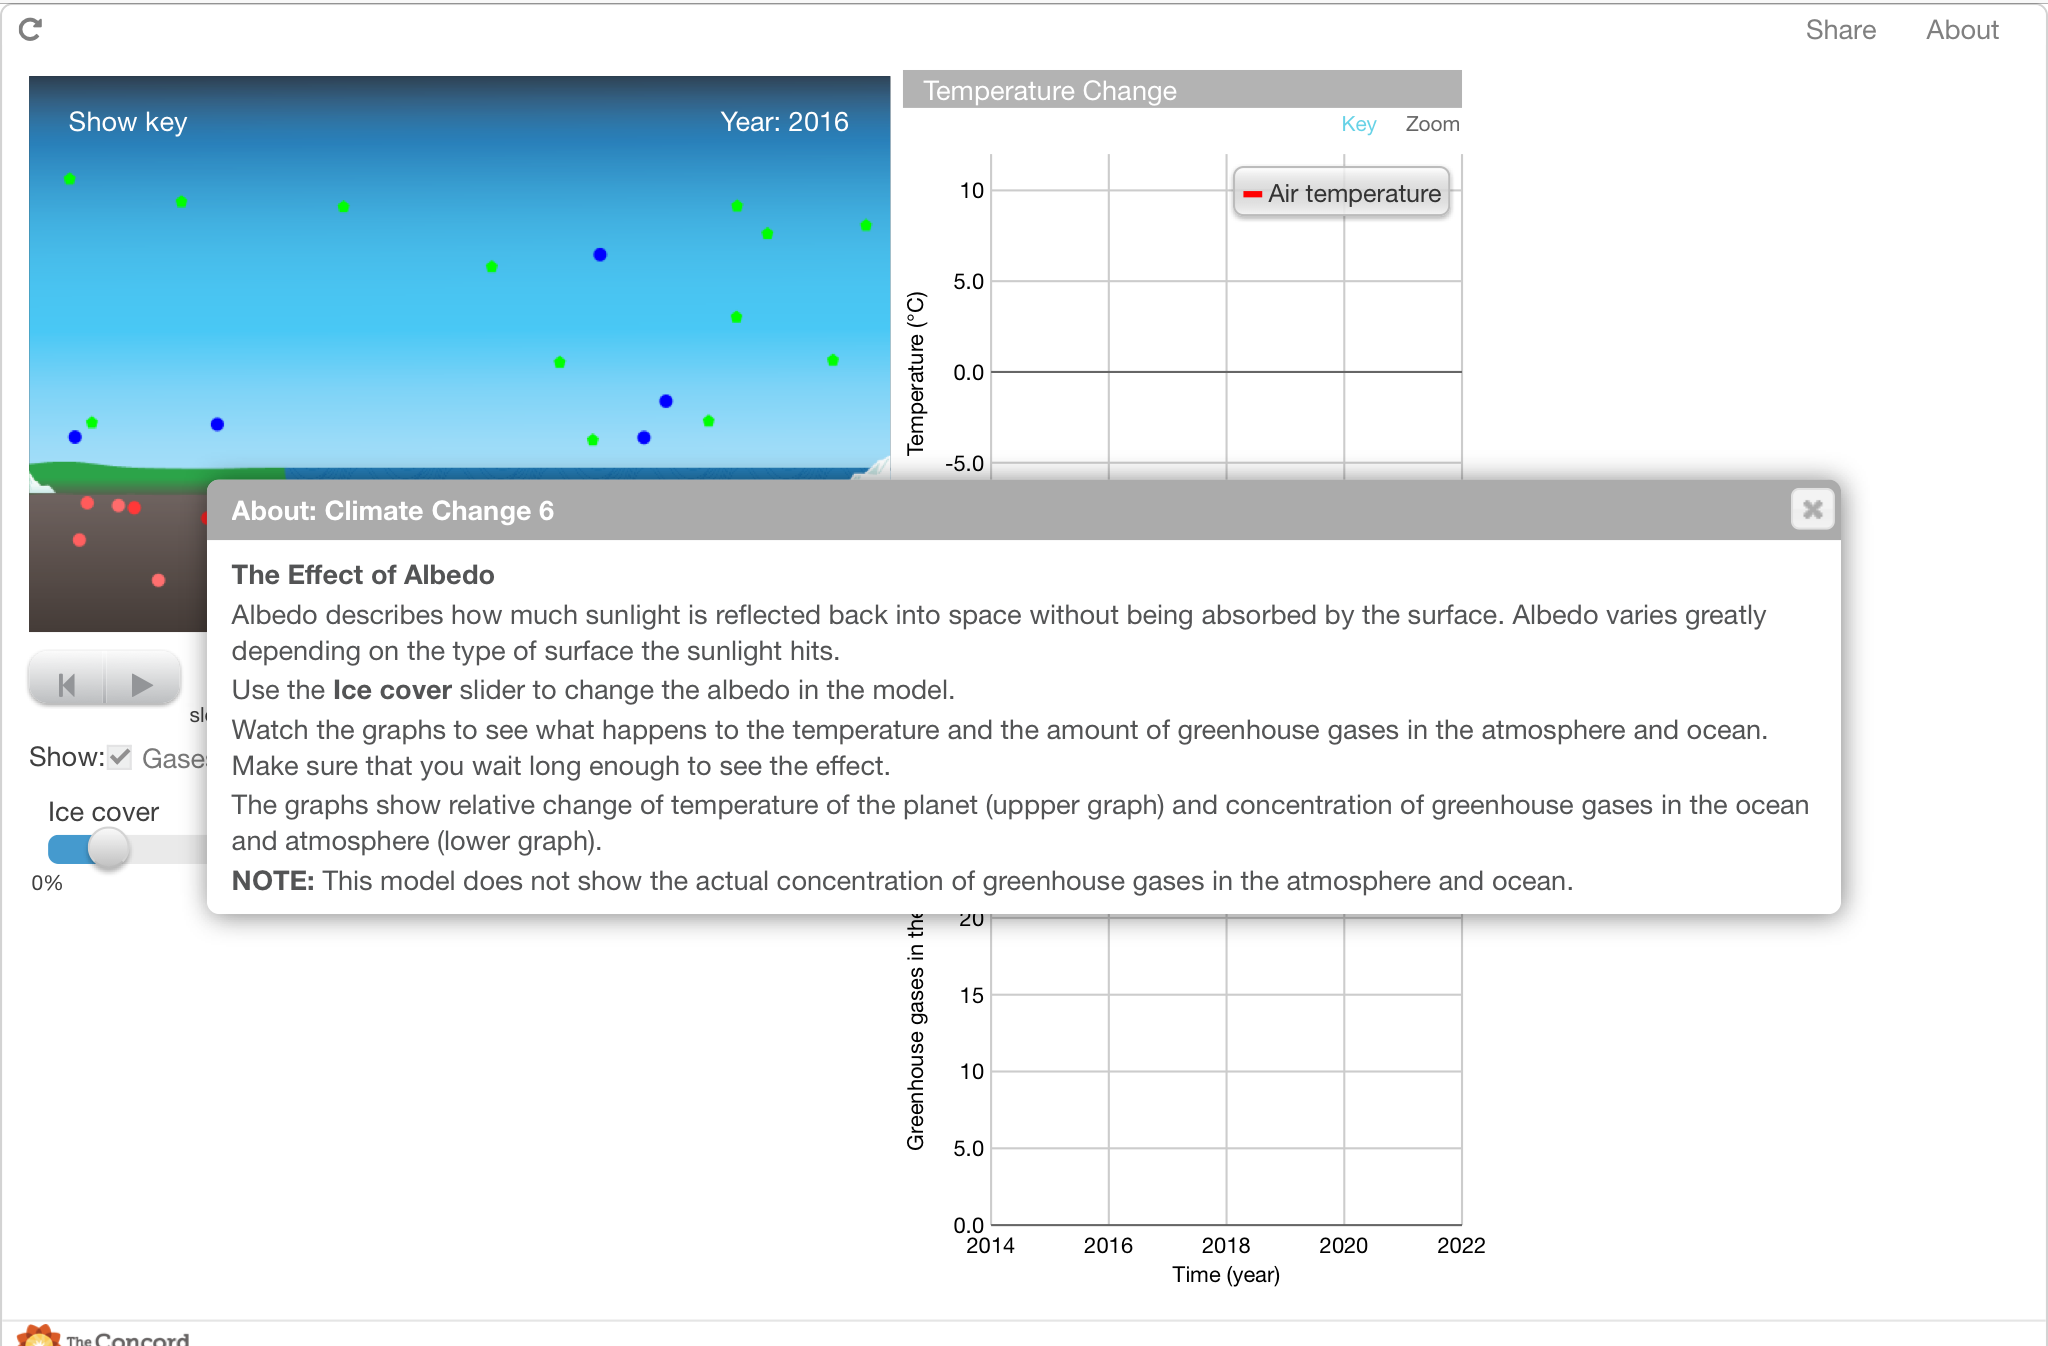 Share About
Show key
Year: 2016
Temperature Change
Key Zoom
Air temperature
10
5.0
0.0
-5.0
Temperature (°C)
About: Climate Change 6
The Effect of Albedo
Albedo describes how much sunlight is reflected back into space without being absorbed by the surface. Albedo varies greatly
depending on the type of surface the sunlight hits.
Use the Ice cover slider to change the albedo in the model.
Watch the graphs to see what happens to the temperature and the amount of greenhouse gases in the atmosphere and ocean.
Make sure that you wait long enough to see the effect.
The graphs show relative change of temperature of the planet (uppper graph) and concentration of greenhouse gases in the ocean
and atmosphere (lower graph).
NOTE: This model does not show the actual concentration of greenhouse gases in the atmosphere and ocean.
Show: Gases
Ice cover
0%
Greenhouse gases in the
20
15
10
5.0
0.0
2014 2016 2018 2020 2022
Time (year)
The Concord